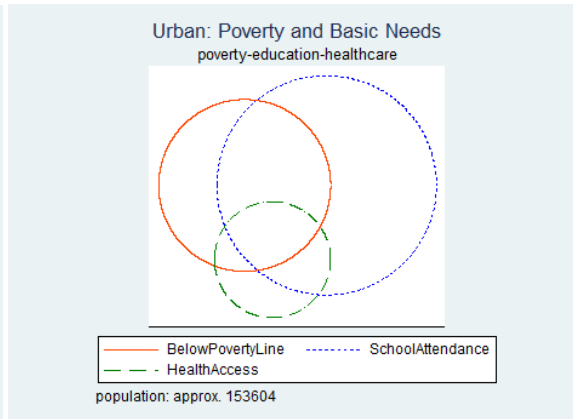 Urban: Poverty and Basic Needs
poverty-education-healthcare
BelowPovertyLine SchoolAttendance
HealthAccess
population: approx. 153604